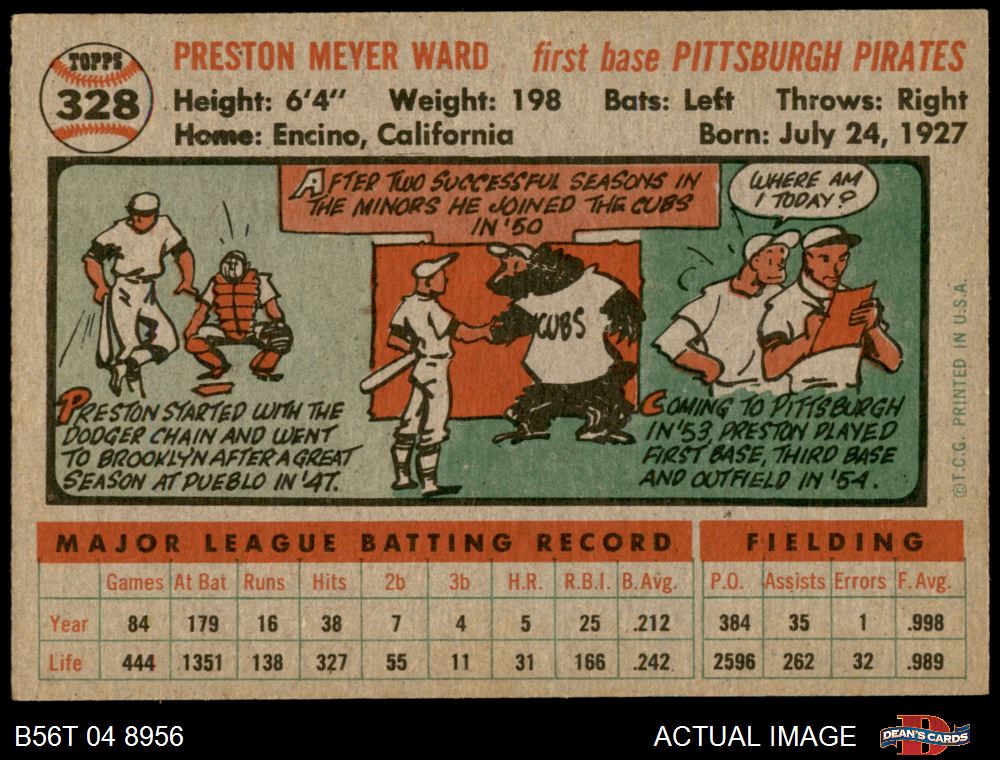 TOPPS
328
PRESTON MEYER WARD first base PITTSBURGH PIRATES
Height: 6'4" Weight: 198 Bats: Left Throws: Right
Home: Encino, California Born: July 24, 1927
AFTER TWO SUCCESSFUL SEASONS IN
THE MINORS HE JOINED THE CUBS
IN '50
WHERE AM
I TODAY?
CUBS
PRESTON STARTED WITH THE
DODGER CHAIN AND WENT
TO BROOKLYN AFTER A GREAT
SEASON AT PUEBLO IN '47.
COMING TO PITTSBURGH
IN '53, PRESTON PLAYED
FIRST BASE, THIRD BASE
AND OUTFIELD IN '54.
©T.C.G. PRINTED IN U.S.A.
MAJOR LEAGUE BATTING RECORD FIELDING
Games At Bat Runs Hits 2b 3b H.R. R.B.I. B.Avg. P.O. Assists Errors F. Avg.
Year 84 179 16 38 7 4 5 25 .212 384 35 1 .998
Life 444 1351 138 327 55 11 31 166 .242 2596 262 32 .989
B56T 04 8956 ACTUAL IMAGE D DEAN'S CARDS